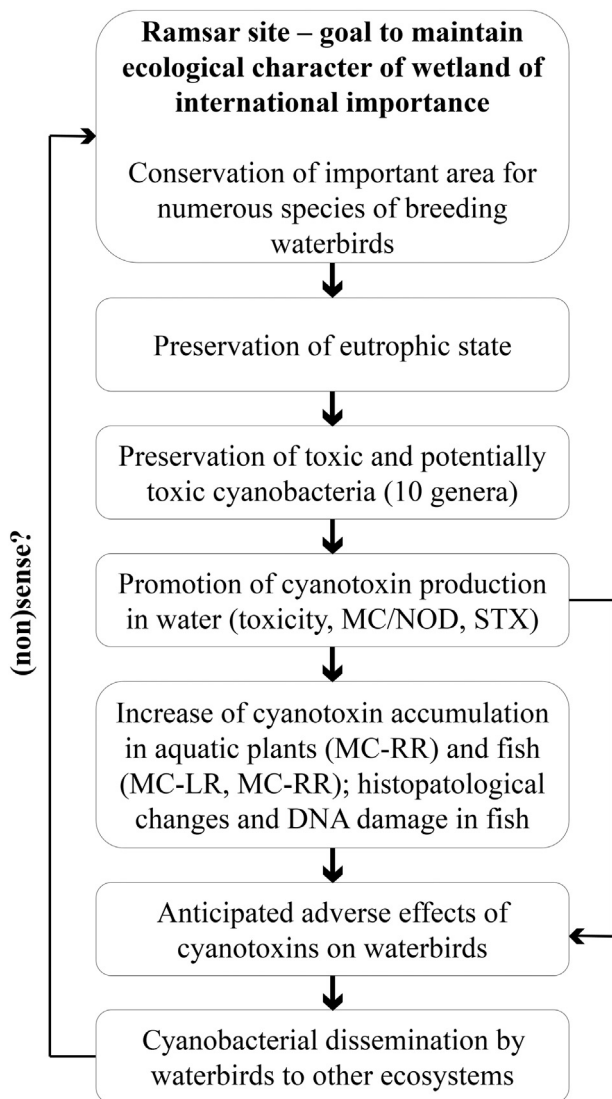 Ramsar site – goal to maintain
ecological character of wetland of
international importance
Conservation of important area for
numerous species of breeding
waterbirds
Preservation of eutrophic state
Preservation of toxic and potentially
toxic cyanobacteria (10 genera)
Promotion of cyanotoxin production
in water (toxicity, MC/NOD, STX)
Increase of cyanotoxin accumulation
in aquatic plants (MC-RR) and fish
(MC-LR, MC-RR); histopatological
changes and DNA damage in fish
Anticipated adverse effects of
cyanotoxins on waterbirds
Cyanobacterial dissemination by
waterbirds to other ecosystems
(non)sense?